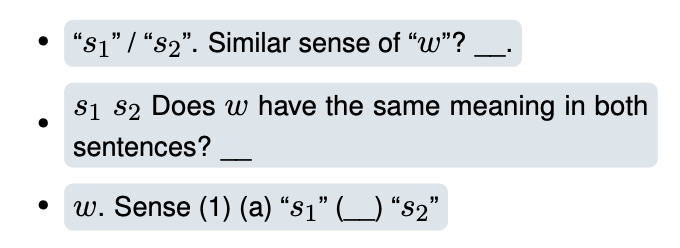 • “s₁” / “s₂”. Similar sense of “w”? __.
• s₁ s₂ Does w have the same meaning in both
sentences? __
• w. Sense (1) (a) “s₁” (__) “s₂”